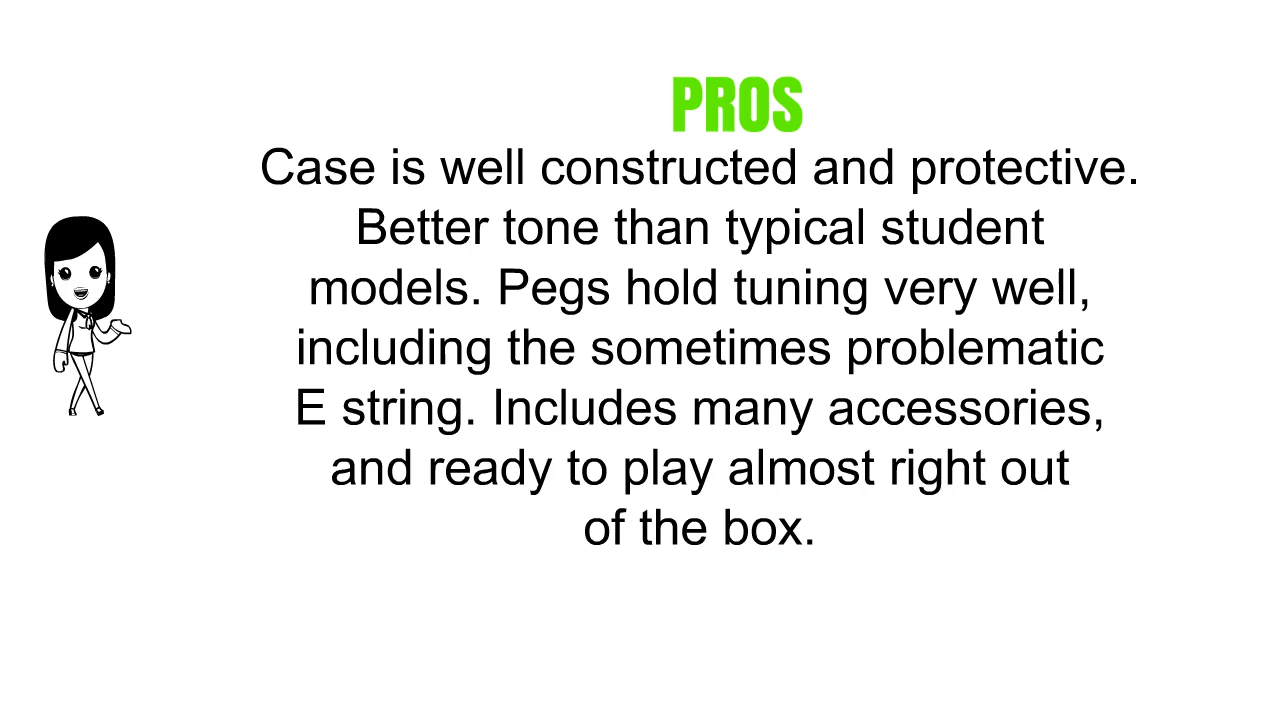 PROS
Case is well constructed and protective.
Better tone than typical student
models. Pegs hold tuning very well,
including the sometimes problematic
E string. Includes many accessories,
and ready to play almost right out
of the box.